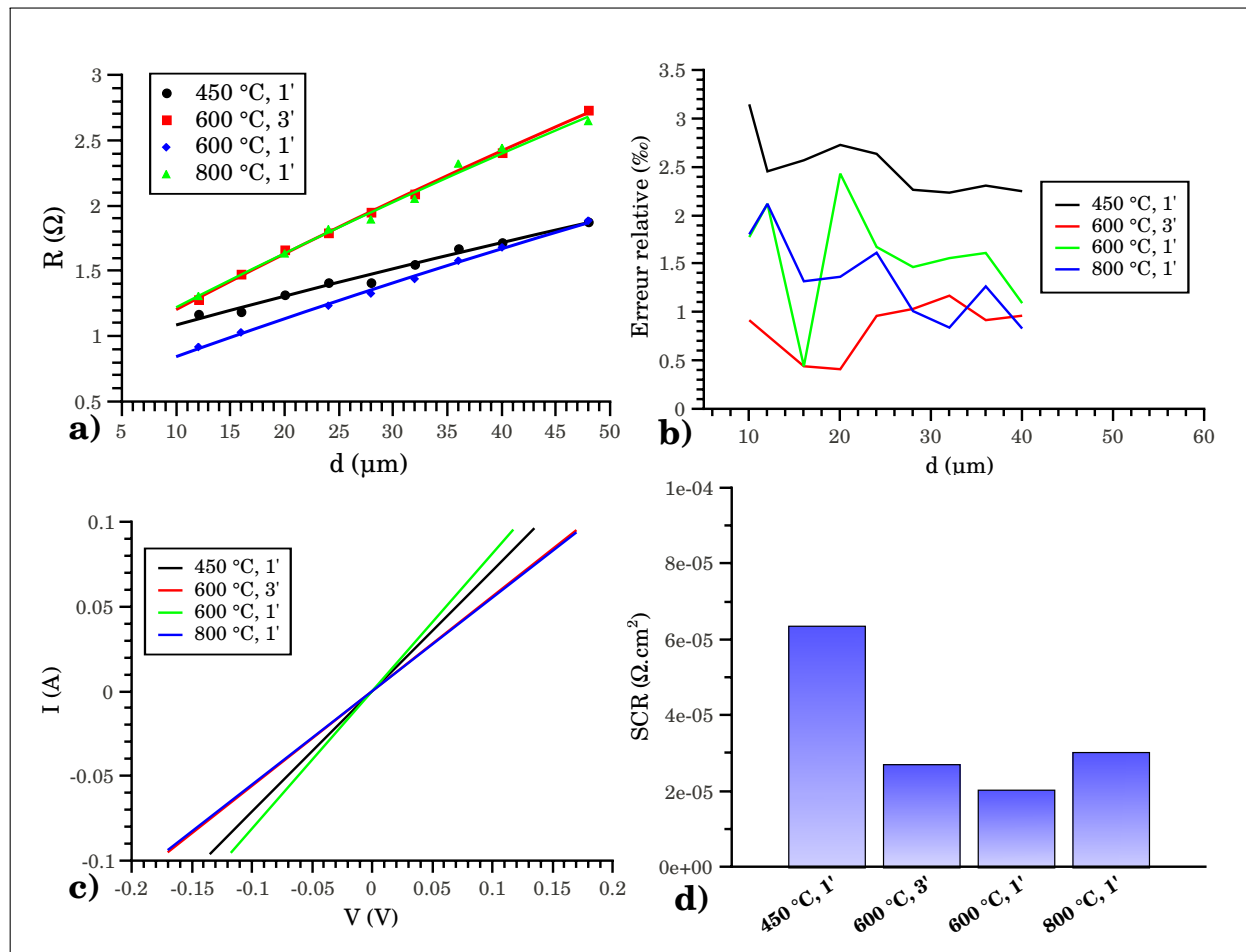 3
2.5
2
1.5
1
0.5
R (Ω)
450 °C, 1'
600 °C, 3'
600 °C, 1'
800 °C, 1'
5 10 15 20 25 30 35 40 45 50
d (µm)
a)
3.5
3
2.5
2
1.5
1
0.5
0
Erreur relative (‰)
450 °C, 1'
600 °C, 3'
600 °C, 1'
800 °C, 1'
10 20 30 40 50 60
d (µm)
b)
0.1
0.05
0
-0.05
-0.1
I (A)
450 °C, 1'
600 °C, 3'
600 °C, 1'
800 °C, 1'
-0.2 -0.15 -0.1 -0.05 0 0.05 0.1 0.15 0.2
V (V)
c)
1e-04
8e-05
6e-05
4e-05
2e-05
0e+00
SCR (Ω.cm²)
450 °C, 1' 600 °C, 3' 600 °C, 1' 800 °C, 1'
d)